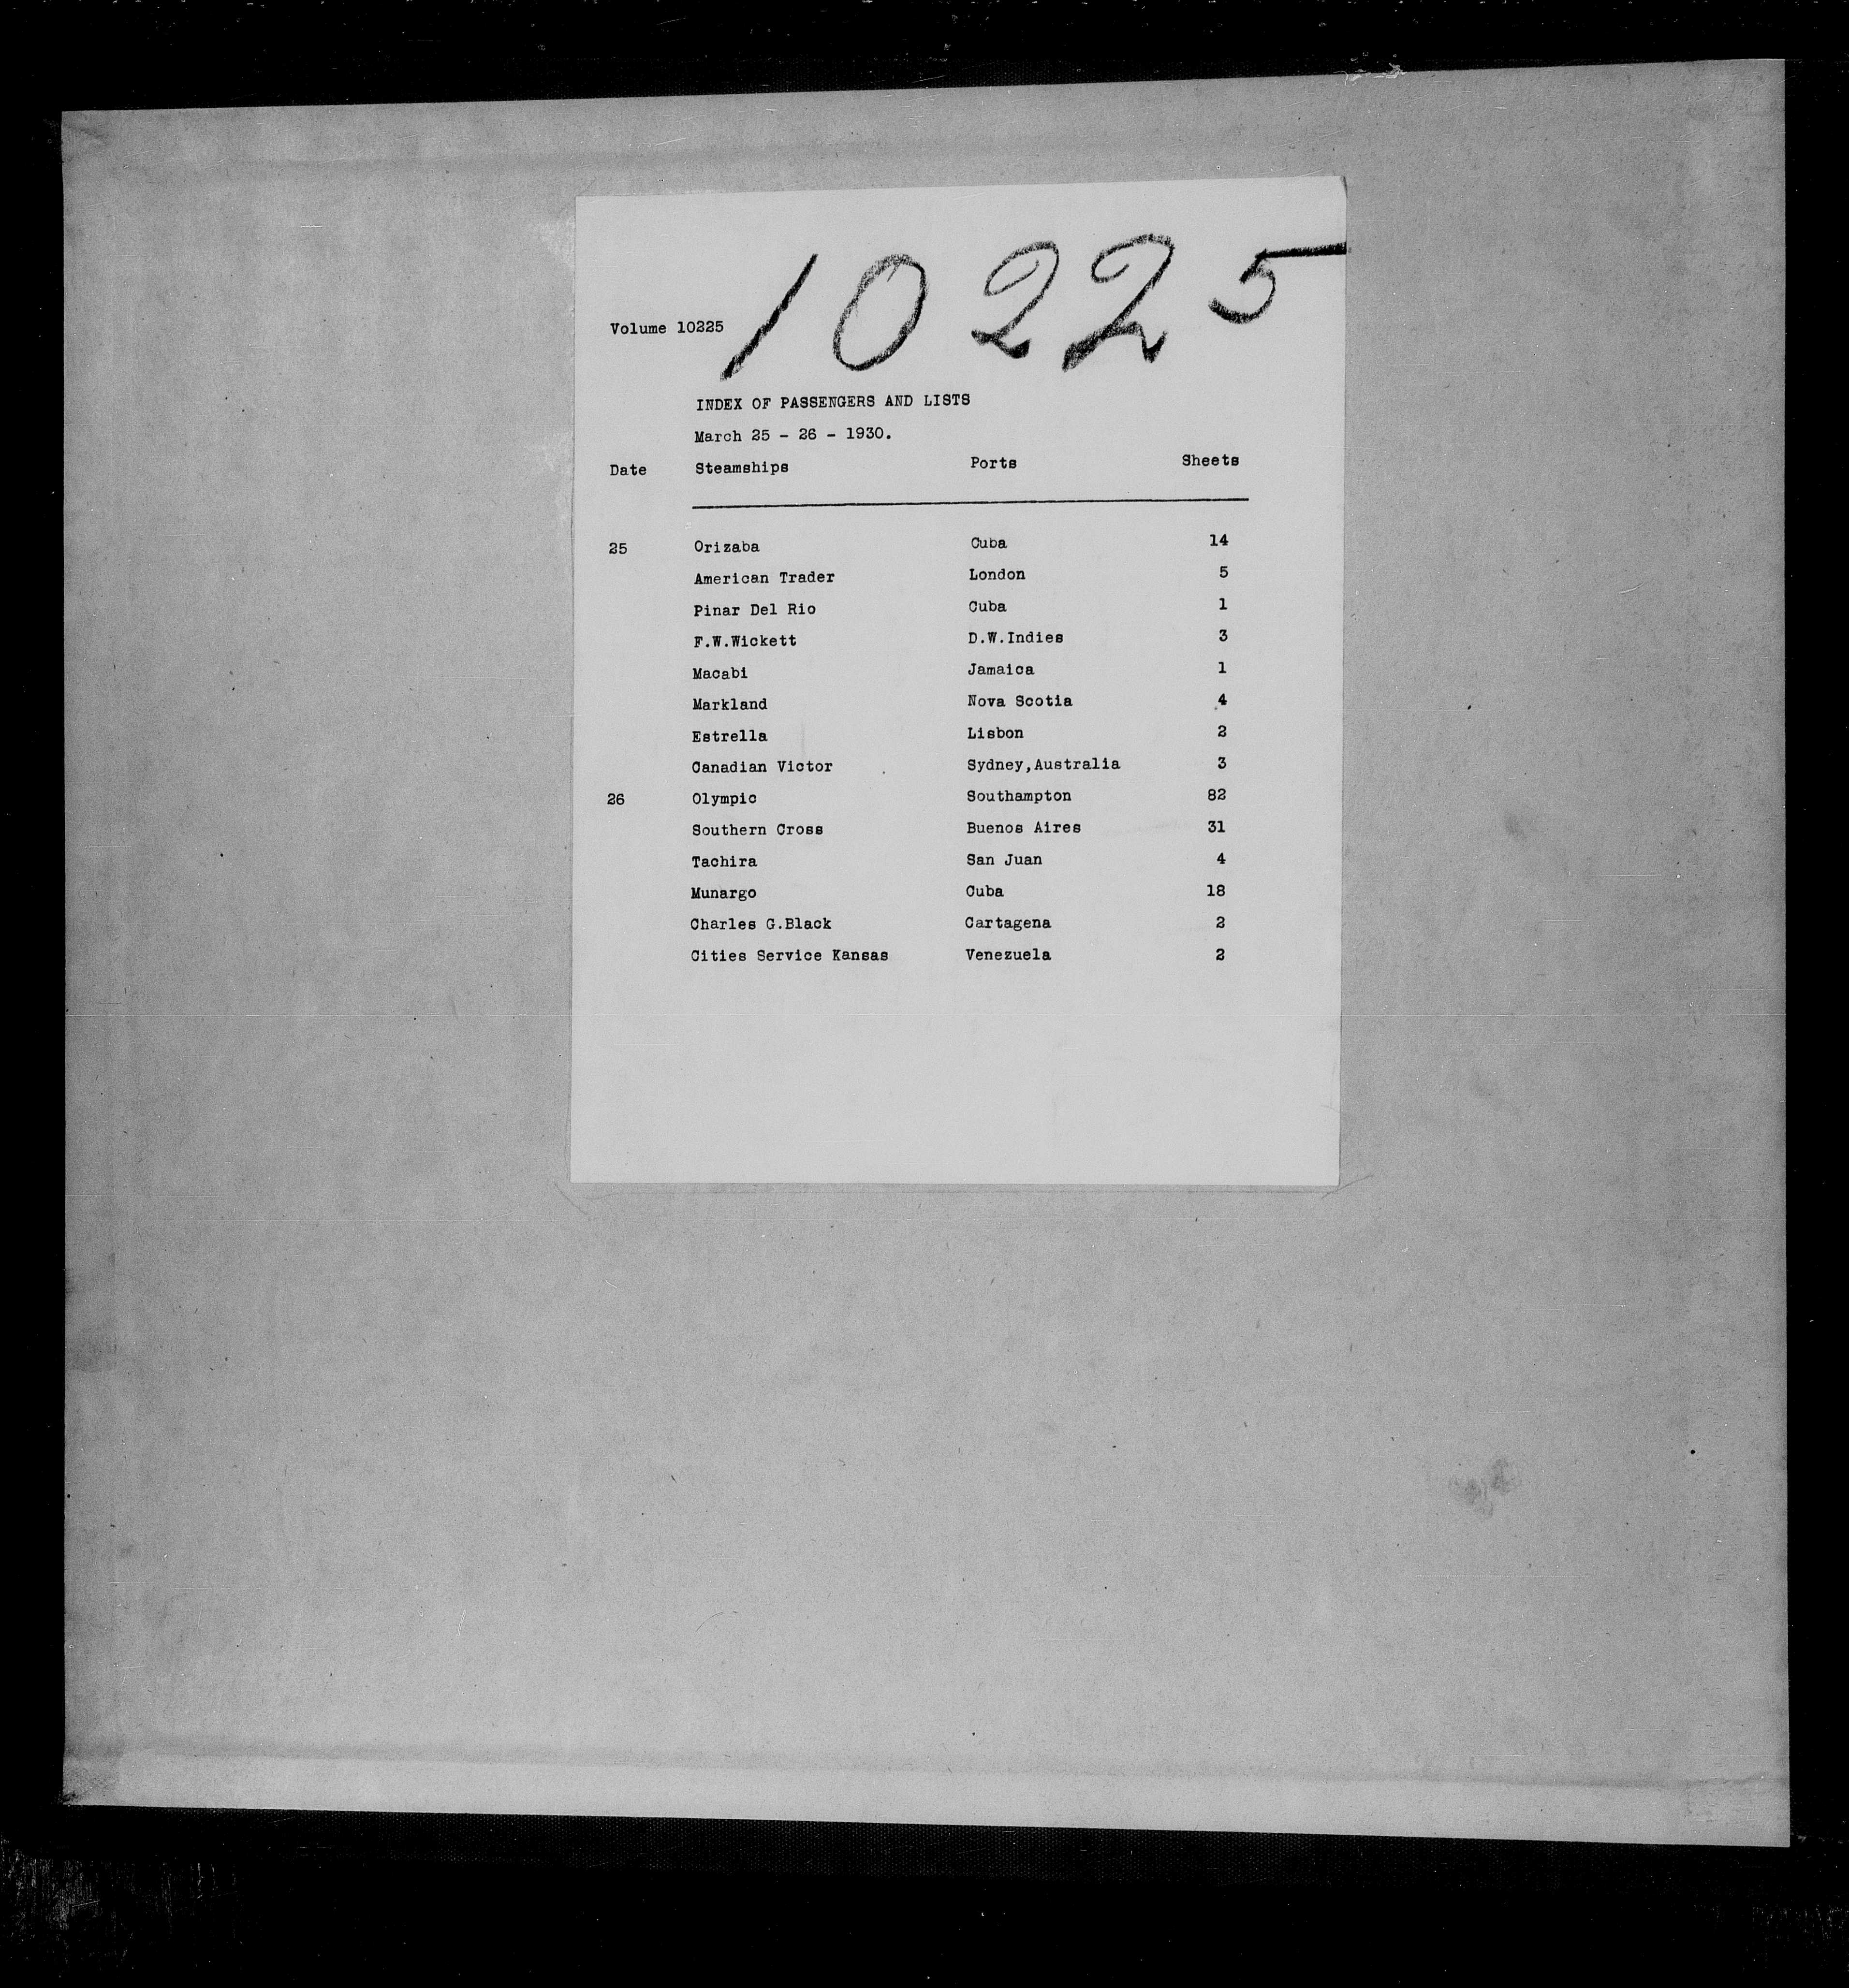 10225
Volume 10225
INDEX OF PASSENGERS AND LISTS
March 25 - 26 - 1930.
Date Steamships Ports Sheets
25 Orizaba Cuba 14
American Trader London 5
Pinar Del Rio Cuba 1
F.W.Wickett D.W.Indies 3
Macabi Jamaica 1
Markland Nova Scotia 4
Estrella Lisbon 2
Canadian Victor Sydney,Australia 3
26 Olympic Southampton 82
Southern Cross Buenos Aires 31
Tachira San Juan 4
Munargo Cuba 18
Charles G.Black Cartagena 2
Cities Service Kansas Venezuela 2